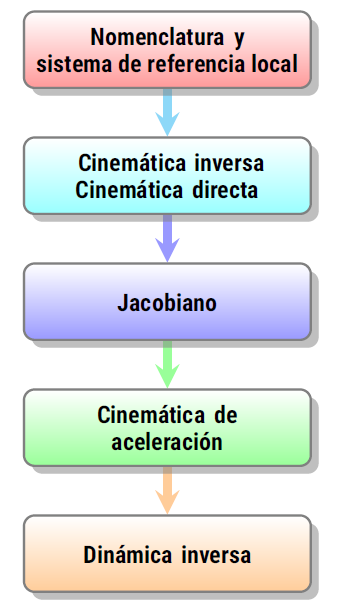 Nomenclatura y
sistema de referencia local
Cinemática inversa
Cinemática directa
Jacobiano
Cinemática de
aceleración
Dinámica inversa